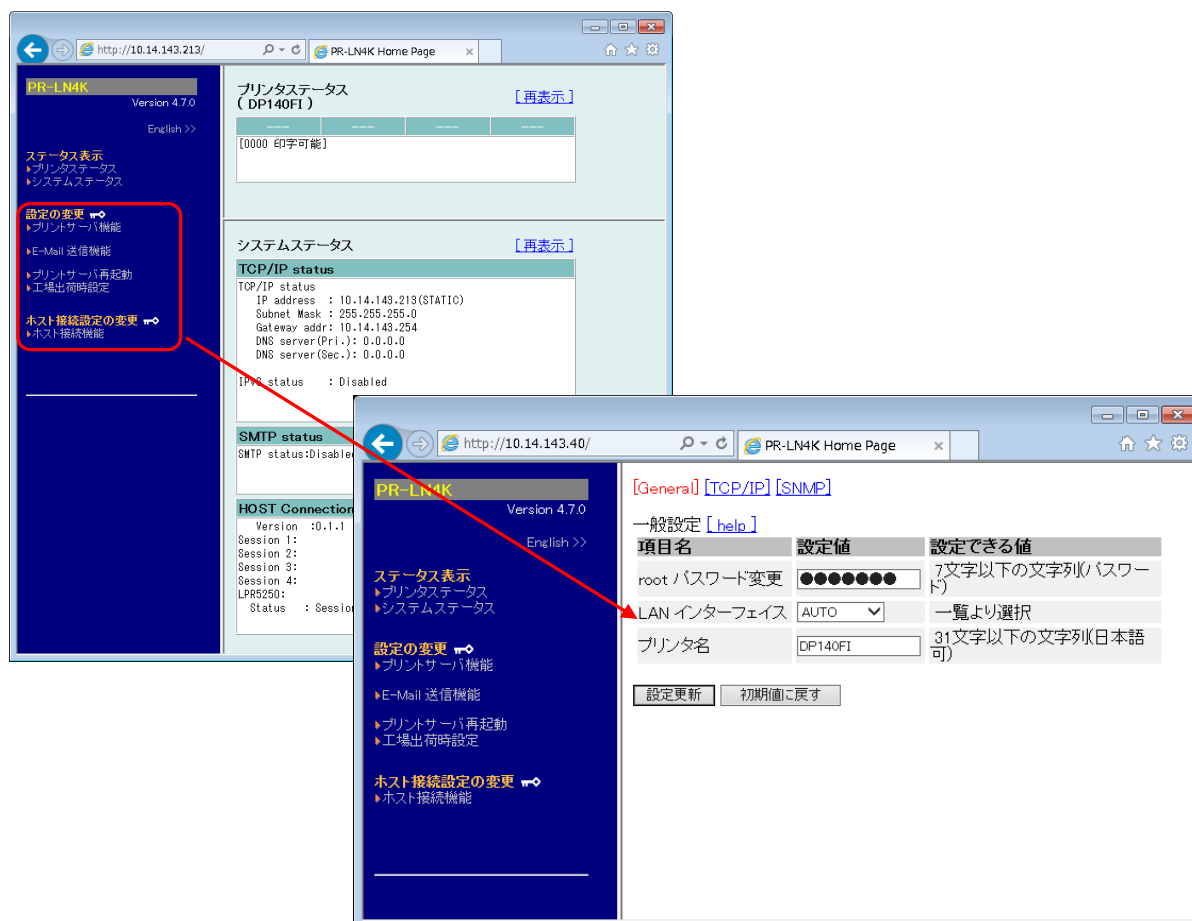 http://10.14.143.213/
PR-LN4K Home Page
PR-LN4K
Version 4.7.0
English >>
ステータス表示
プリンタステータス
システムステータス
設定の変更
プリントサーバ機能
E-Mail 送信機能
プリントサーバ再起動
工場出荷時設定
ホスト接続設定の変更
ホスト接続機能
プリンタステータス
( DP140FI )
[ 再表示 ]
--- --- --- ---
[0000 印字可能]
システムステータス
[ 再表示 ]
TCP/IP status
TCP/IP status
IP address : 10.14.143.213(STATIC)
Subnet Mask : 255.255.255.0
Gateway addr: 10.14.143.254
DNS server(Pri.): 0.0.0.0
DNS server(Sec.): 0.0.0.0
IPV6 status : Disabled
SMTP status
SMTP status:Disable
HOST Connection
Version :0.1.1
Session 1:
Session 2:
Session 3:
Session 4:
LPR5250:
Status : Session
http://10.14.143.40/
PR-LN4K Home Page
PR-LN4K
Version 4.7.0
English >>
ステータス表示
プリンタステータス
システムステータス
設定の変更
プリントサーバ機能
E-Mail 送信機能
プリントサーバ再起動
工場出荷時設定
ホスト接続設定の変更
ホスト接続機能
[General] [TCP/IP] [SNMP]
一般設定 [ help ]
項目名 設定値 設定できる値
root パスワード変更 ●●●●●●● 7文字以下の文字列(パスワー
ド)
LAN インターフェイス AUTO 一覧より選択
プリンタ名 DP140FI 31文字以下の文字列(日本語
可)
設定更新 初期値に戻す